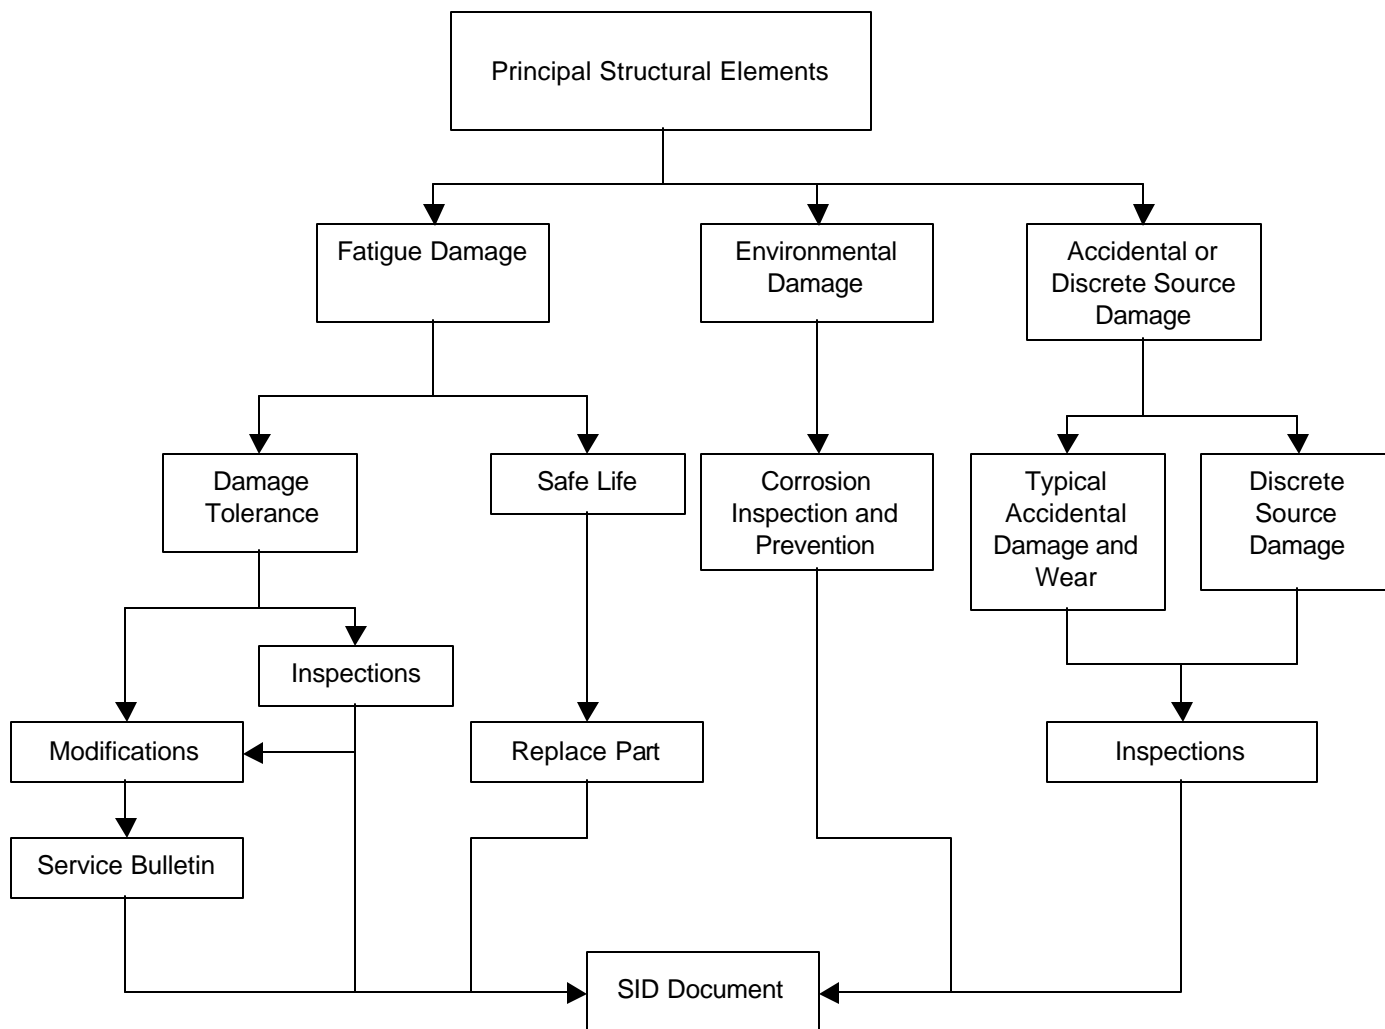 Principal Structural Elements
Fatigue Damage
Environmental
Damage
Accidental or
Discrete Source
Damage
Damage
Tolerance
Safe Life
Corrosion
Inspection and
Prevention
Typical
Accidental
Damage and
Wear
Discrete
Source
Damage
Inspections
Modifications
Replace Part
Inspections
Service Bulletin
SID Document